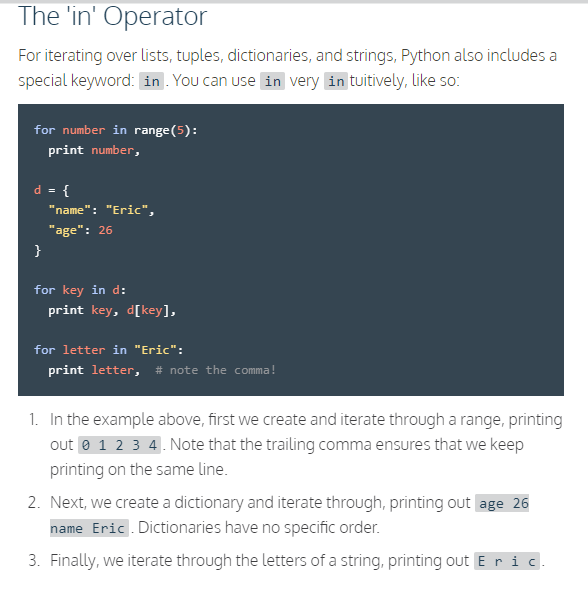 The 'in' Operator
For iterating over lists, tuples, dictionaries, and strings, Python also includes a
special keyword: in . You can use in very in tuitively, like so:
for number in range(5):
  print number,
d = {
  "name": "Eric",
  "age": 26
}
for key in d:
  print key, d[key],
for letter in "Eric":
  print letter,  # note the comma!
1. In the example above, first we create and iterate through a range, printing
out 0 1 2 3 4 . Note that the trailing comma ensures that we keep
printing on the same line.
2. Next, we create a dictionary and iterate through, printing out age 26
name Eric . Dictionaries have no specific order.
3. Finally, we iterate through the letters of a string, printing out E r i c .